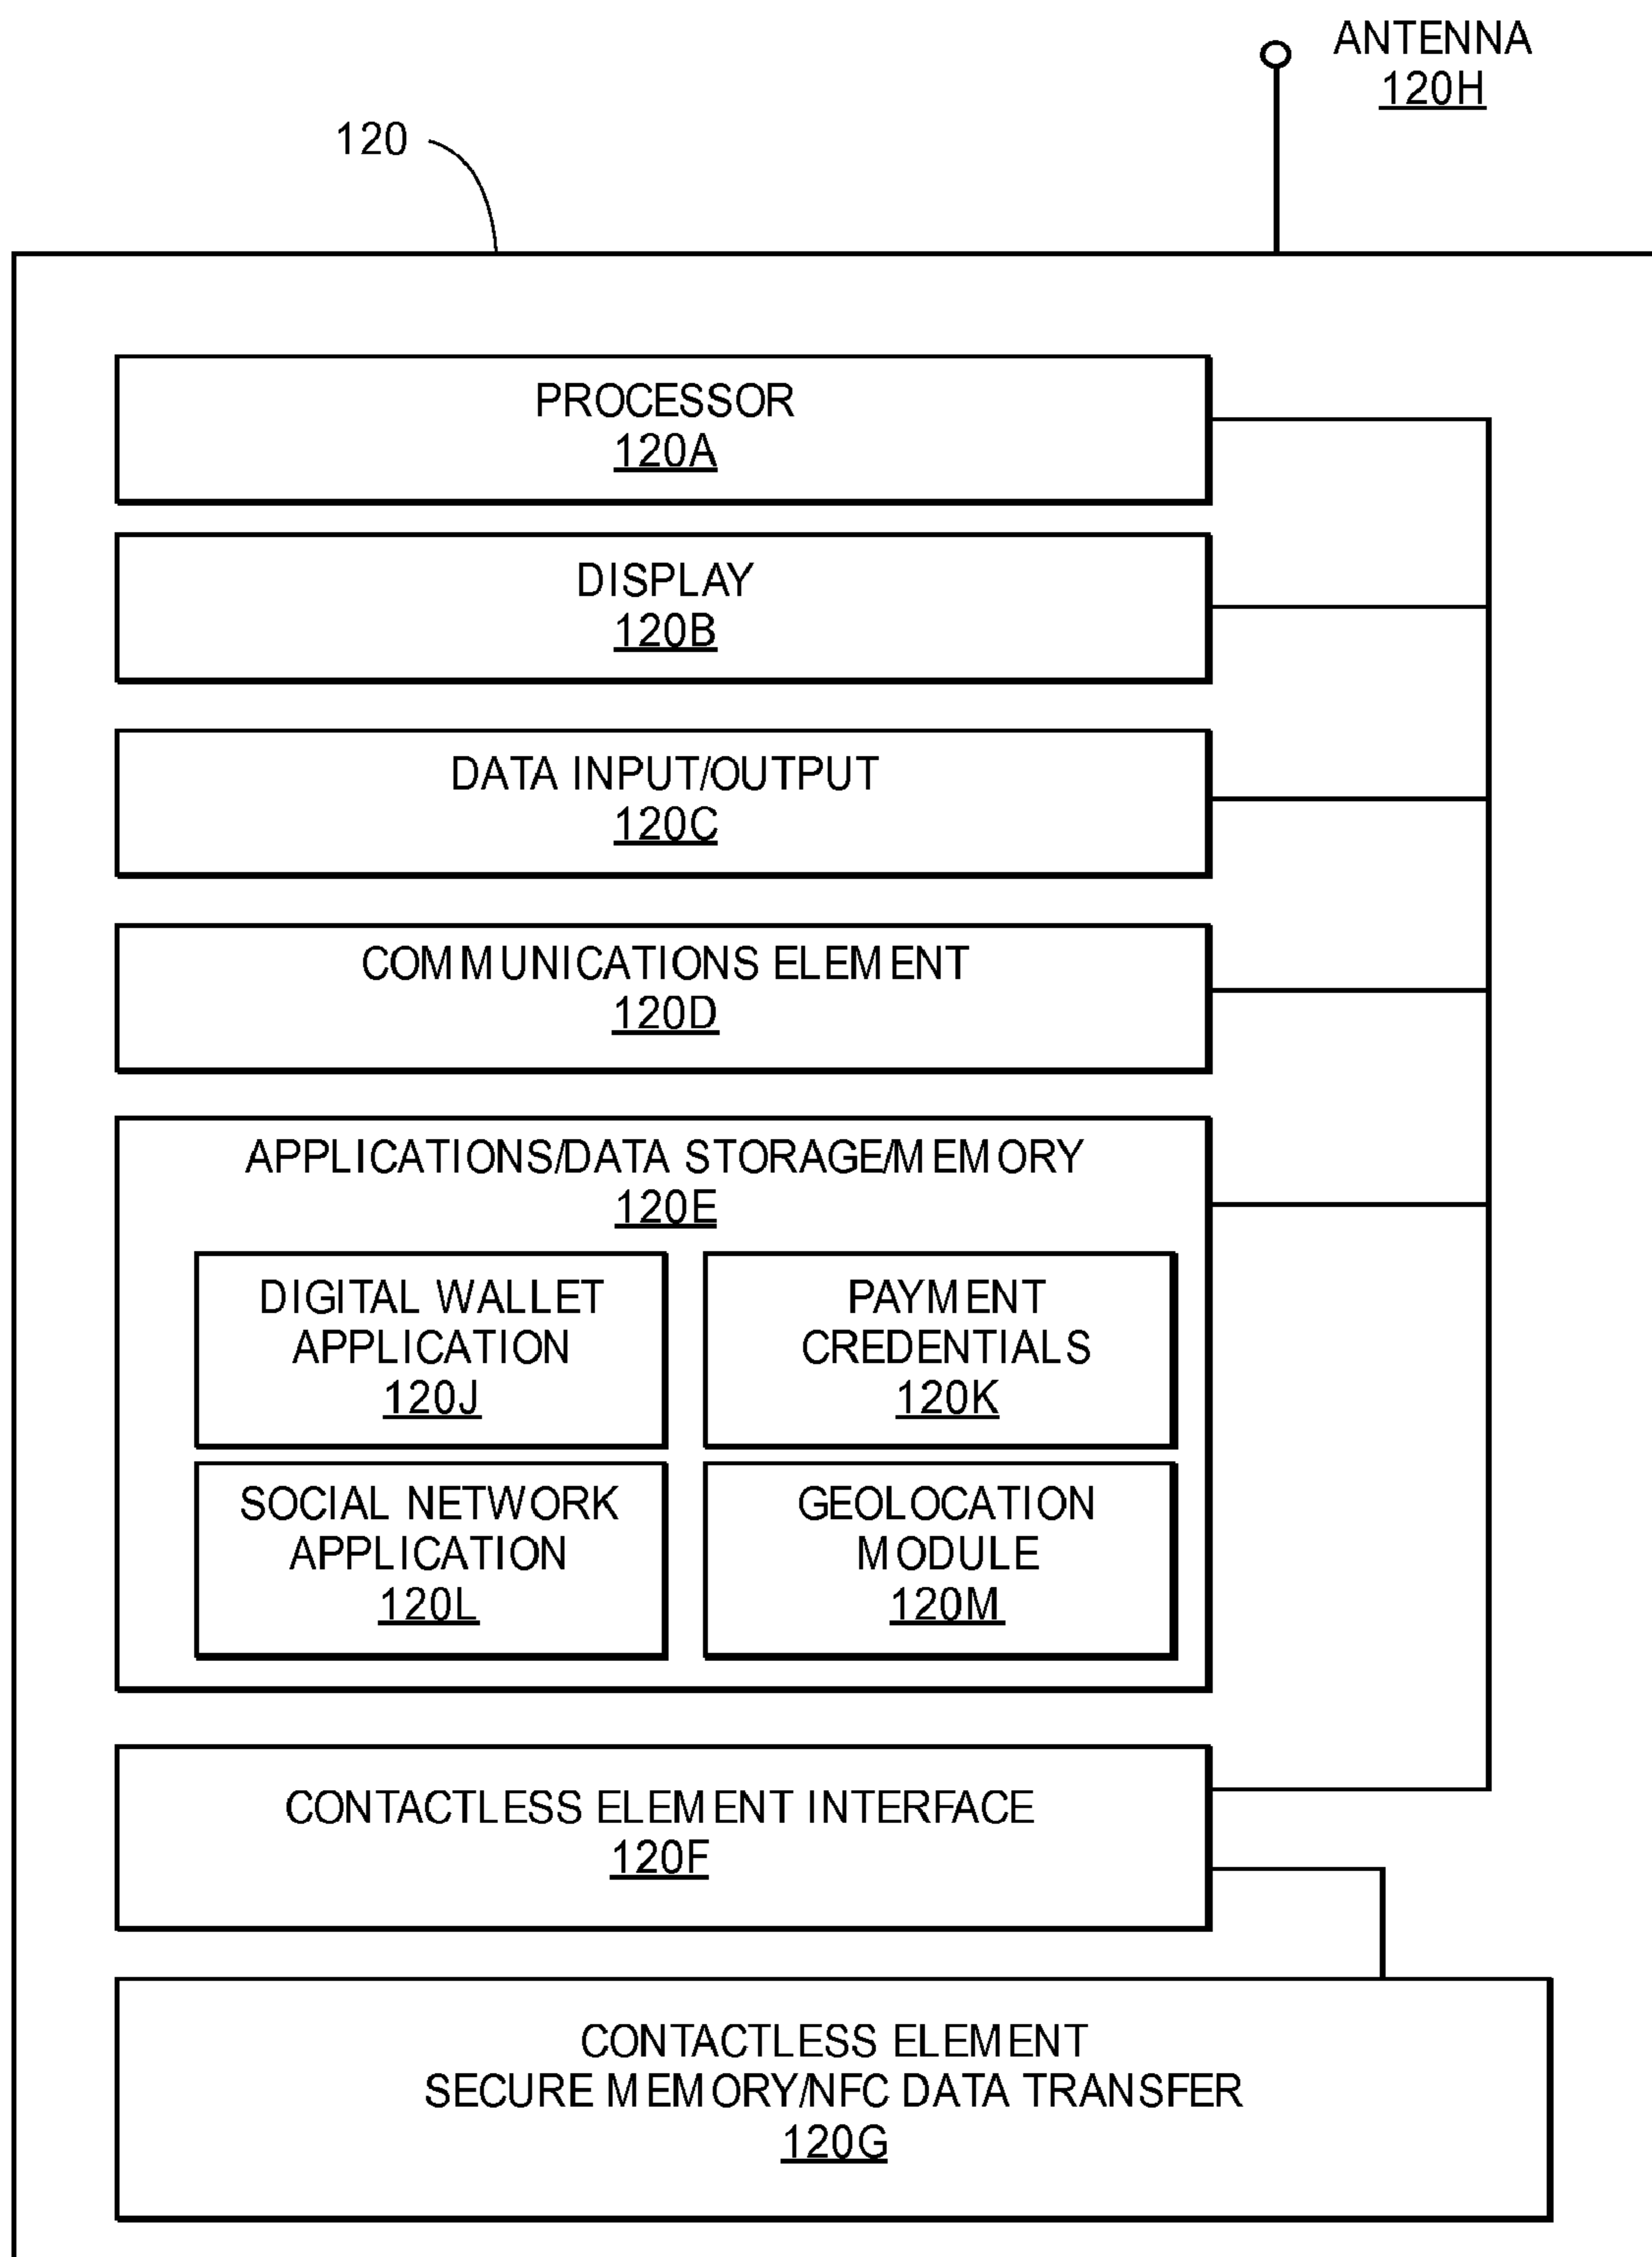 ANTENNA
120H
120
PROCESSOR
120A
DISPLAY
120B
DATA INPUT/OUTPUT
120C
COMMUNICATIONS ELEMENT
120D
APPLICATIONS/DATA STORAGE/MEMORY
120E
DIGITAL WALLET
APPLICATION
120J
PAYMENT
CREDENTIALS
120K
SOCIAL NETWORK
APPLICATION
120L
GEOLOCATION
MODULE
120M
CONTACTLESS ELEMENT INTERFACE
120F
CONTACTLESS ELEMENT
SECURE MEMORY/NFC DATA TRANSFER
120G